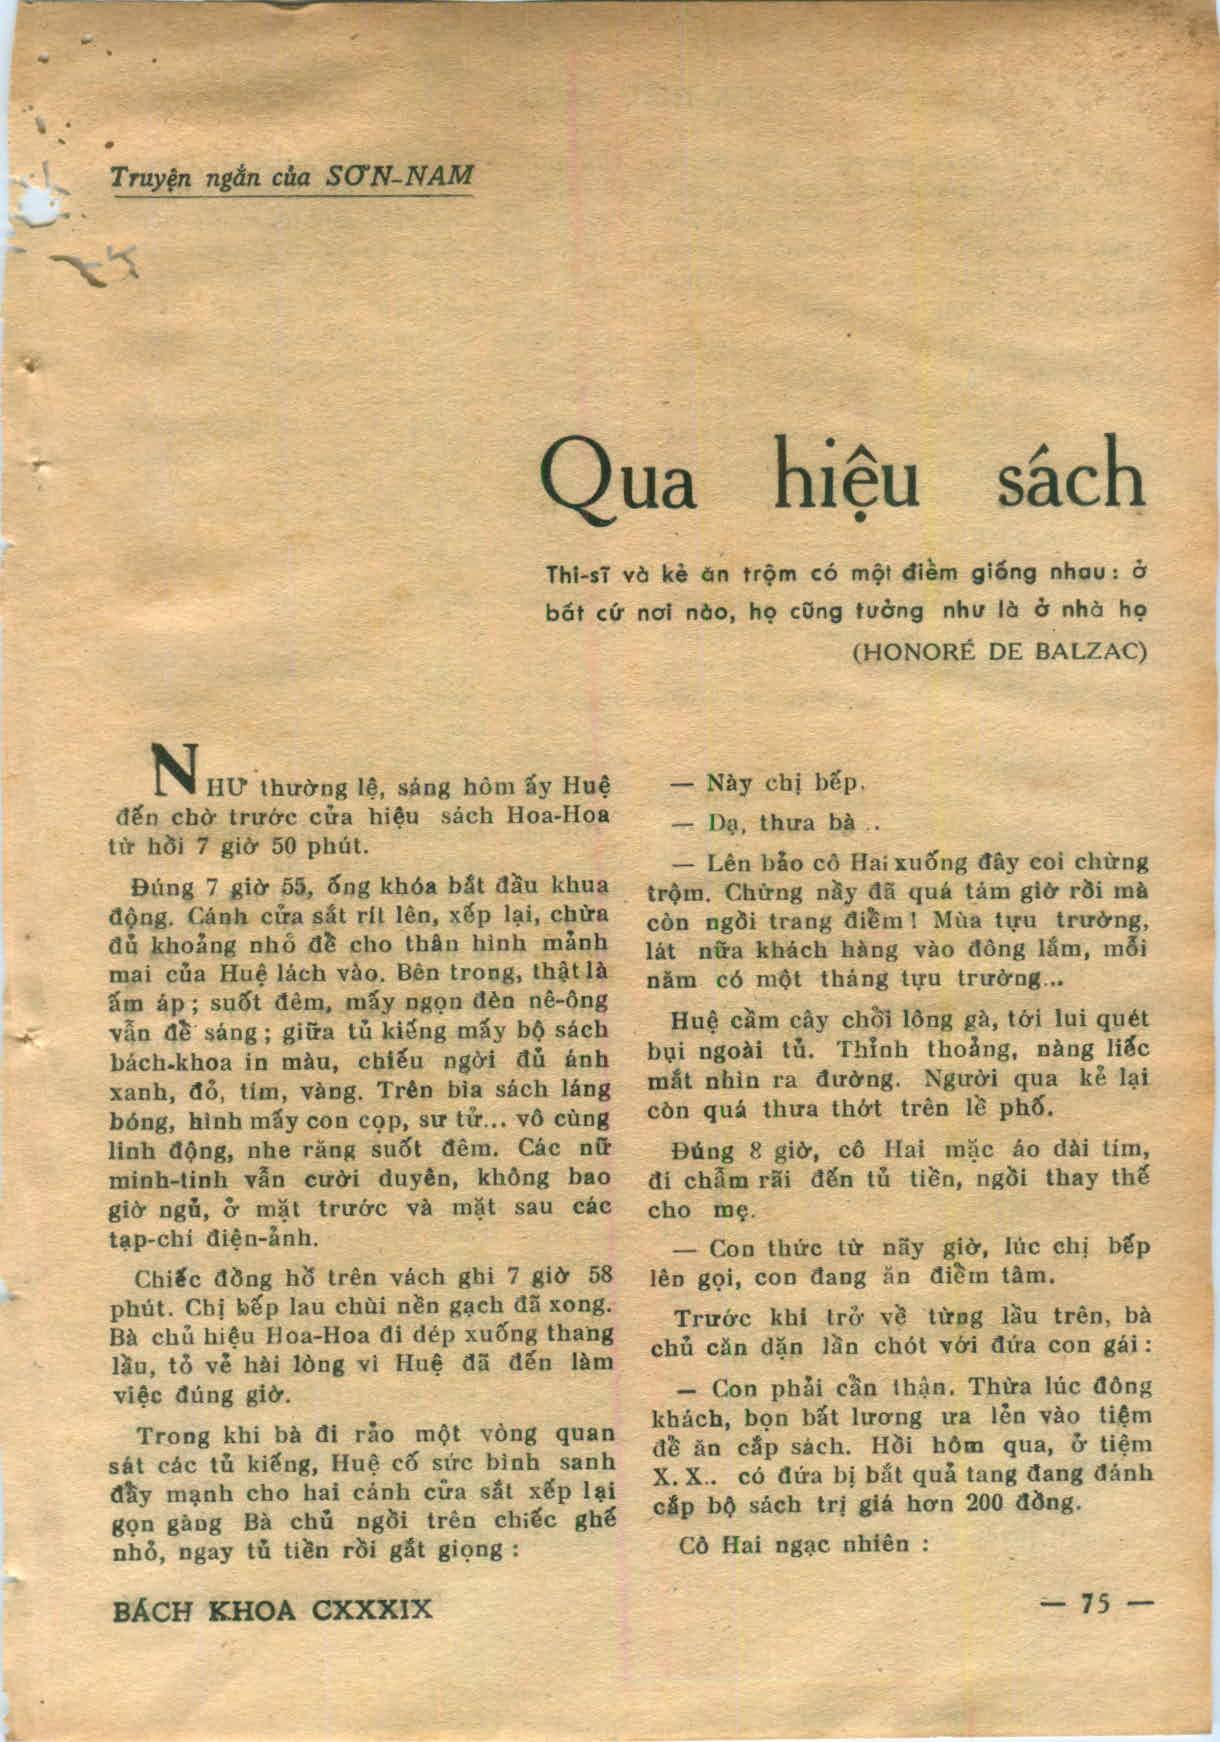 Truyện ngắn của SƠN-NAM
Qua hiệu sách
Thi-sĩ và kẻ ăn trộm có một điểm giống nhau: ở
bất cứ nơi nào, họ cũng tưởng như là ở nhà họ
(HONORÉ DE BALZAC)
NHƯ thường lệ, sáng hôm ấy Huệ
đến chờ trước cửa hiệu sách Hoa-Hoa
từ hồi 7 giờ 50 phút.
Đúng 7 giờ 55, ống khóa bắt đầu khua
động. Cánh cửa sắt rít lên, xếp lại, chừa
đủ khoảng nhỏ để cho thân hình mảnh
mai của Huệ lách vào. Bên trong, thật là
ấm áp; suốt đêm, mấy ngọn đèn nê-ông
vẫn để sáng; giữa tủ kiếng mấy bộ sách
bách-khoa in màu, chiếu ngời đủ ánh
xanh, đỏ, tím, vàng. Trên bìa sách láng
bóng, hình mấy con cọp, sư tử... vô cùng
linh động, nhe răng suốt đêm. Các nữ
minh-tinh vẫn cười duyên, không bao
giờ ngủ, ở mặt trước và mặt sau các
tạp-chí điện-ảnh.
Chiếc đồng hồ trên vách ghi 7 giờ 58
phút. Chị bếp lau chùi nền gạch đã xong.
Bà chủ hiệu Hoa-Hoa đi dép xuống thang
lầu, tỏ vẻ hài lòng vì Huệ đã đến làm
việc đúng giờ.
Trong khi bà đi rảo một vòng quan
sát các tủ kiếng, Huệ cố sức bình sanh
đẩy mạnh cho hai cánh cửa sắt xếp lại
gọn gàng Bà chủ ngồi trên chiếc ghế
nhỏ, ngay tủ tiền rồi gắt giọng :
— Này chị bếp.
— Dạ, thưa bà ..
— Lên bảo cô Hai xuống đây coi chừng
trộm. Chừng nầy đã quá tám giờ rồi mà
còn ngồi trang điểm ! Mùa tựu trường,
lát nữa khách hàng vào đông lắm, mỗi
năm có một tháng tựu trường...
Huệ cầm cây chổi lông gà, tới lui quét
bụi ngoài tủ. Thỉnh thoảng, nàng liếc
mắt nhìn ra đường. Người qua kẻ lại
còn quá thưa thớt trên lề phố.
Đúng 8 giờ, cô Hai mặc áo dài tím,
đi chậm rãi đến tủ tiền, ngồi thay thế
cho mẹ.
— Con thức từ nãy giờ, lúc chị bếp
lên gọi, con đang ăn điểm tâm.
Trước khi trở về từng lầu trên, bà
chủ căn dặn lần chót với đứa con gái :
— Con phải cẩn thận. Thừa lúc đông
khách, bọn bất lương ưa lẻn vào tiệm
để ăn cắp sách. Hồi hôm qua, ở tiệm
X. X.. có đứa bị bắt quả tang đang đánh
cắp bộ sách trị giá hơn 200 đồng.
Cô Hai ngạc nhiên :
BÁCH KHOA CXXXIX
— 75 —